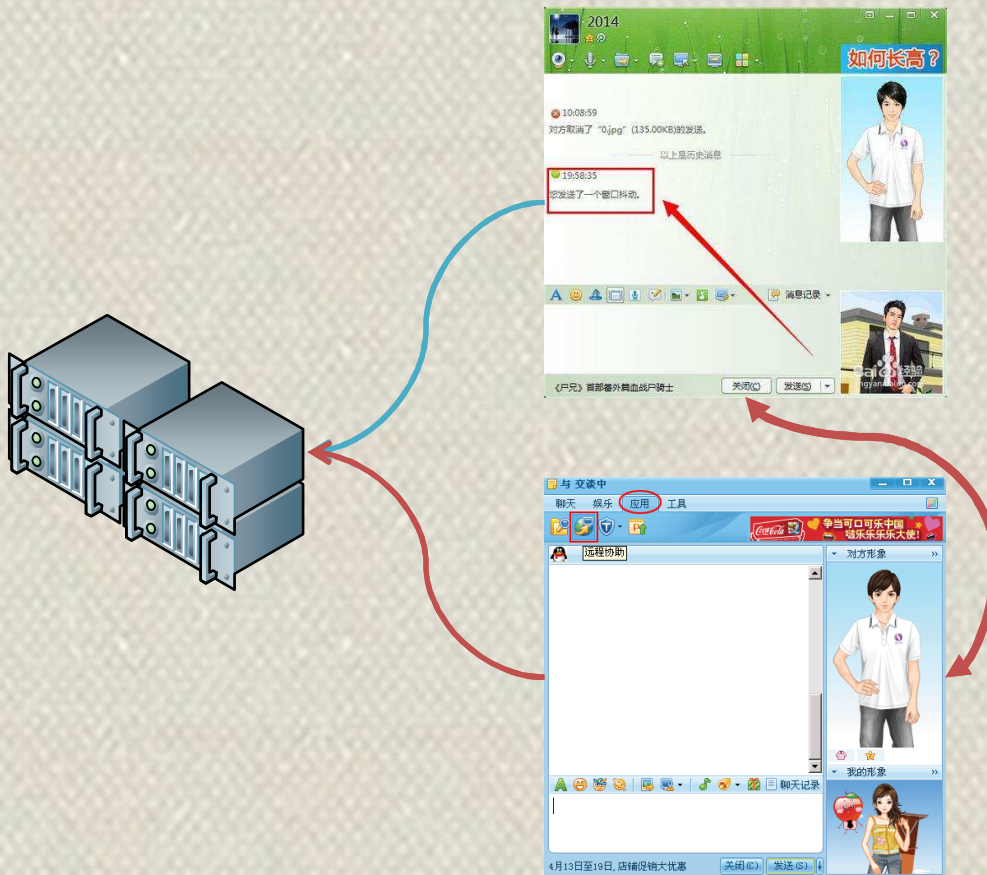 2014
如何长高？
10:08:59
对方取消了“0.jpg”(135.00KB)的发送。
以上是历史消息
19:58:35
您发送了一个窗口抖动。
消息记录
Bai 经验
《尸兄》首部番外篇血战尸骑士
关闭(C)
发送(S)
与 交谈中
聊天 娱乐 应用 工具
Coca-Cola
争当可口可乐中国
啵乐乐乐乐大使!
远程协助
对方形象
我的形象
聊天记录
4月13日至19日,店铺促销大优惠
关闭(C)
发送(S)